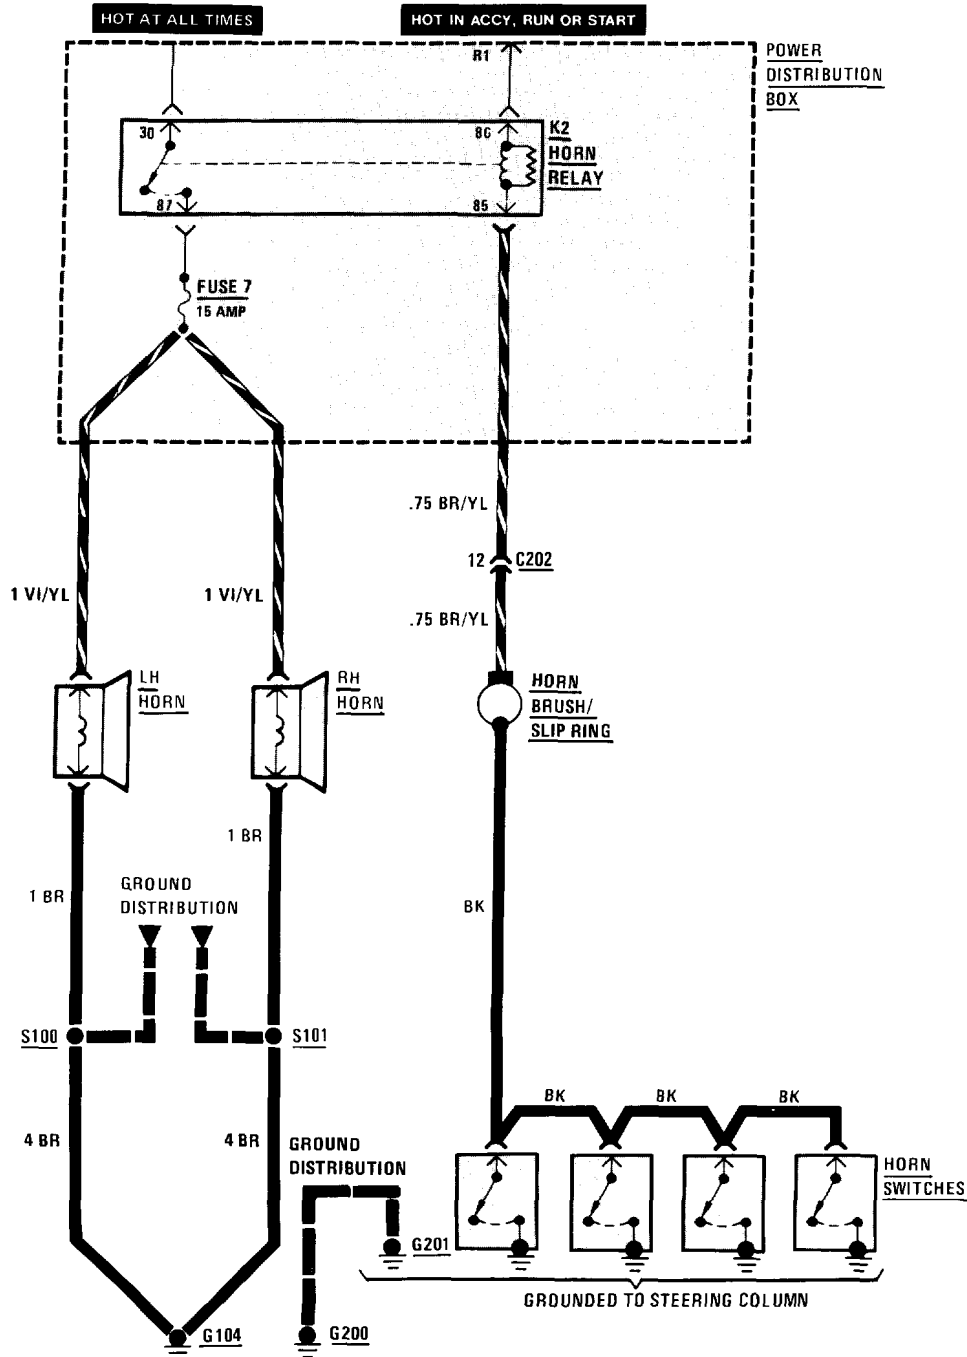 HOT AT ALL TIMES
HOT IN ACCY, RUN OR START
R1
POWER
DISTRIBUTION
BOX
30
86
K2
HORN
RELAY
87
85
FUSE 7
15 AMP
.75 BR/YL
12
C202
1 VI/YL
1 VI/YL
.75 BR/YL
LH
HORN
RH
HORN
HORN
BRUSH/
SLIP RING
1 BR
1 BR
GROUND
DISTRIBUTION
BK
S100
S101
BK
BK
BK
4 BR
4 BR
GROUND
DISTRIBUTION
HORN
SWITCHES
G201
GROUNDED TO STEERING COLUMN
G104
G200